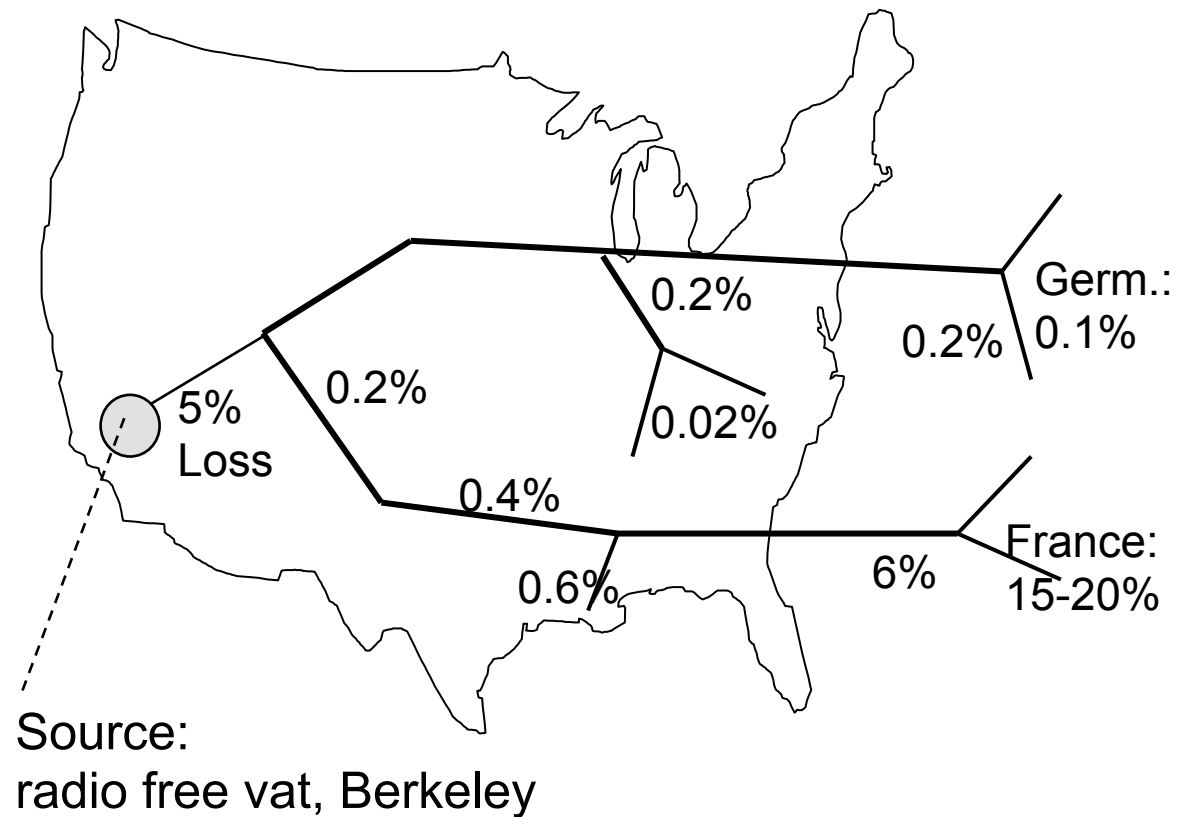 0.2%
Germ.:
0.2%
0.1%
0.2%
5%
Loss
0.02%
0.4%
0.6%
6%
France:
15-20%
Source:
radio free vat, Berkeley